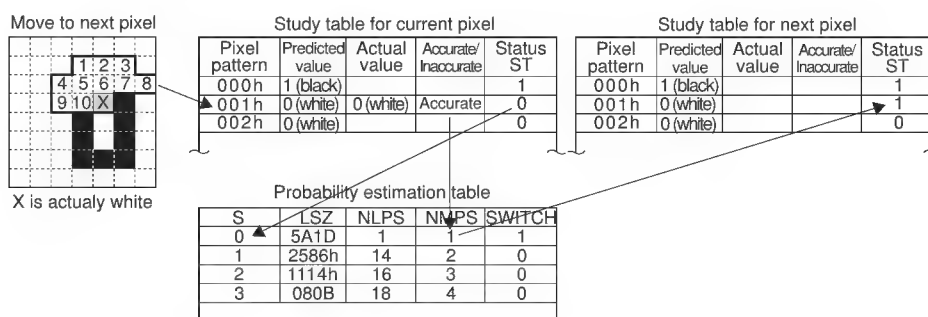 Move to next pixel
1 2 3
4 5 6 7 8
9 10 X
X is actualy white
Study table for current pixel
Pixel pattern Predicted value Actual value Accurate/ Inaccurate Status ST
000h 1 (black) 1
001h 0 (white) 0 (white) Accurate 0
002h 0 (white) 0
Study table for next pixel
Pixel pattern Predicted value Actual value Accurate/ Inaccurate Status ST
000h 1 (black) 1
001h 0 (white) 1
002h 0 (white) 0
Probability estimation table
S LSZ NLPS NMPS SWITCH
0 5A1D 1 1 1
1 2586h 14 2 0
2 1114h 16 3 0
3 080B 18 4 0